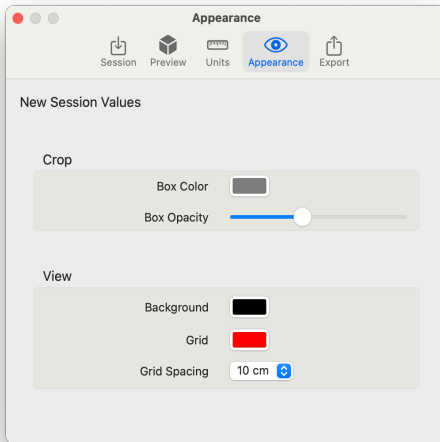 Appearance
Session Preview Units Appearance Export
New Session Values
Crop
Box Color
Box Opacity
View
Background
Grid
Grid Spacing 10 cm